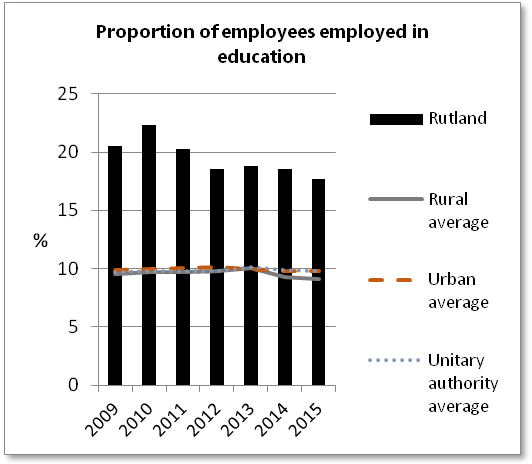 Proportion of employees employed in
education
25
20
15
10
5
0
%
2009 2010 2011 2012 2013 2014 2015
Rutland
Rural
average
Urban
average
Unitary
authority
average